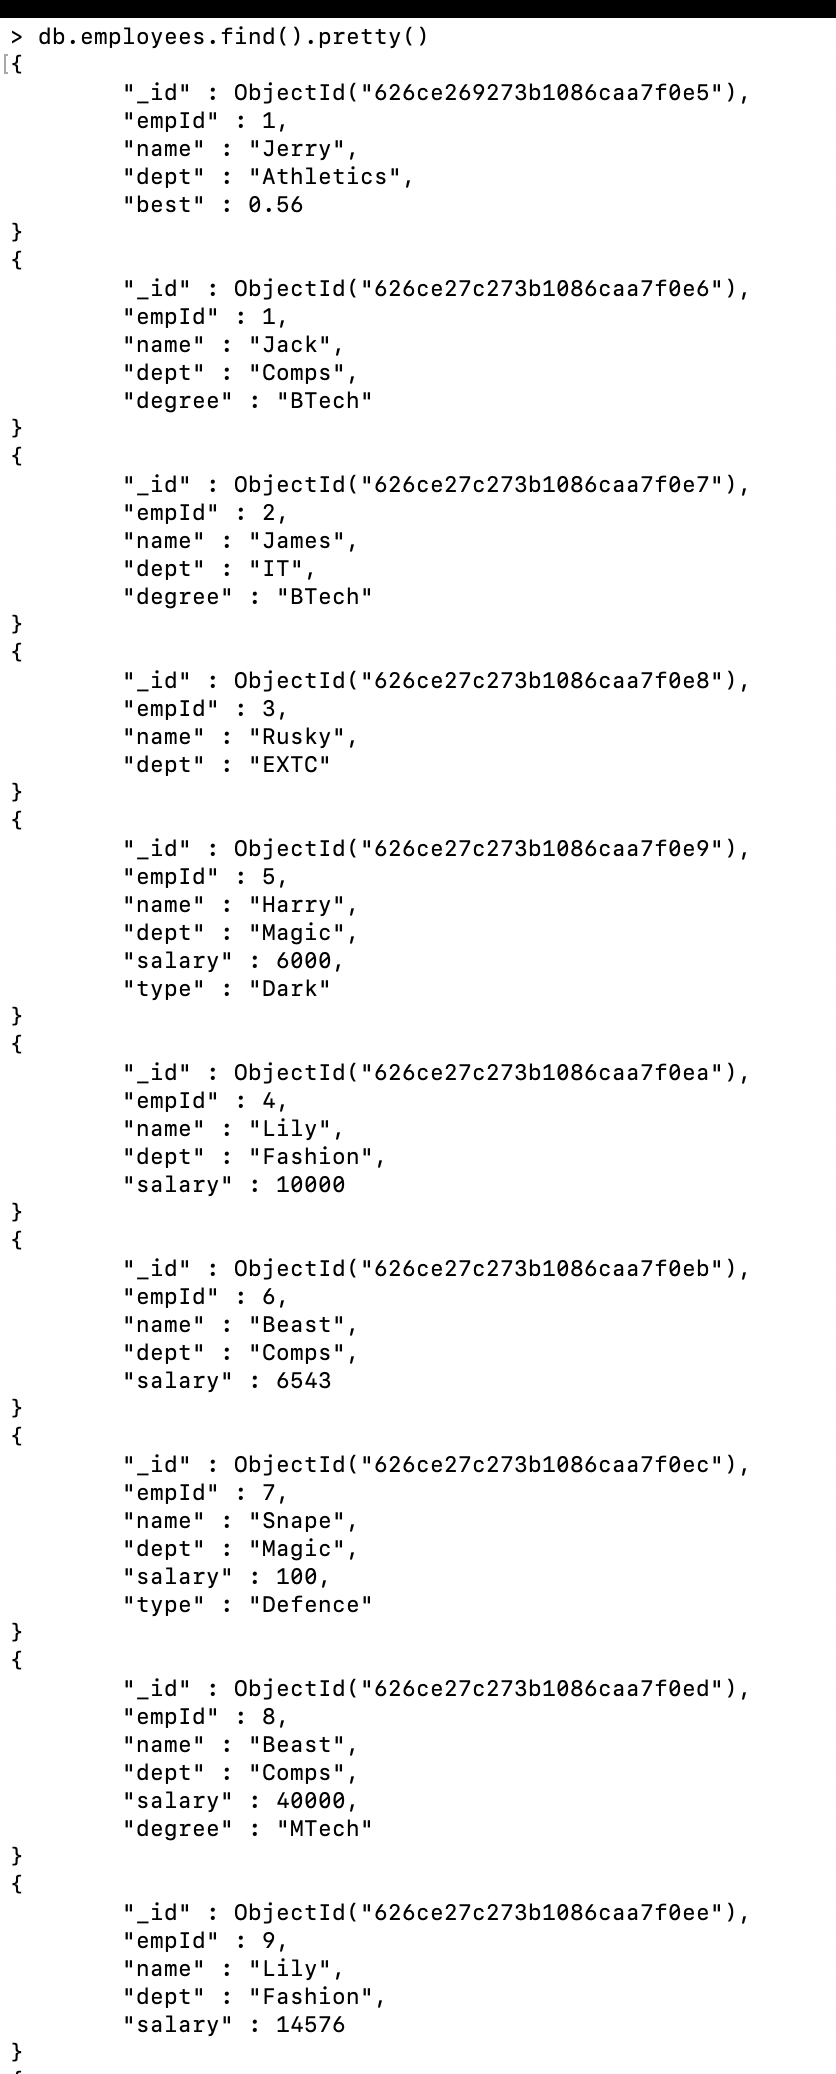 > db.employees.find().pretty()
[{
"_id" : ObjectId("626ce269273b1086caa7f0e5"),
"empId" : 1,
"name" : "Jerry",
"dept" : "Athletics",
"best" : 0.56
}
{
"_id" : ObjectId("626ce27c273b1086caa7f0e6"),
"empId" : 1,
"name" : "Jack",
"dept" : "Comps",
"degree" : "BTech"
}
{
"_id" : ObjectId("626ce27c273b1086caa7f0e7"),
"empId" : 2,
"name" : "James",
"dept" : "IT",
"degree" : "BTech"
}
{
"_id" : ObjectId("626ce27c273b1086caa7f0e8"),
"empId" : 3,
"name" : "Rusky",
"dept" : "EXTC"
}
{
"_id" : ObjectId("626ce27c273b1086caa7f0e9"),
"empId" : 5,
"name" : "Harry",
"dept" : "Magic",
"salary" : 6000,
"type" : "Dark"
}
{
"_id" : ObjectId("626ce27c273b1086caa7f0ea"),
"empId" : 4,
"name" : "Lily",
"dept" : "Fashion",
"salary" : 10000
}
{
"_id" : ObjectId("626ce27c273b1086caa7f0eb"),
"empId" : 6,
"name" : "Beast",
"dept" : "Comps",
"salary" : 6543
}
{
"_id" : ObjectId("626ce27c273b1086caa7f0ec"),
"empId" : 7,
"name" : "Snape",
"dept" : "Magic",
"salary" : 100,
"type" : "Defence"
}
{
"_id" : ObjectId("626ce27c273b1086caa7f0ed"),
"empId" : 8,
"name" : "Beast",
"dept" : "Comps",
"salary" : 40000,
"degree" : "MTech"
}
{
"_id" : ObjectId("626ce27c273b1086caa7f0ee"),
"empId" : 9,
"name" : "Lily",
"dept" : "Fashion",
"salary" : 14576
}